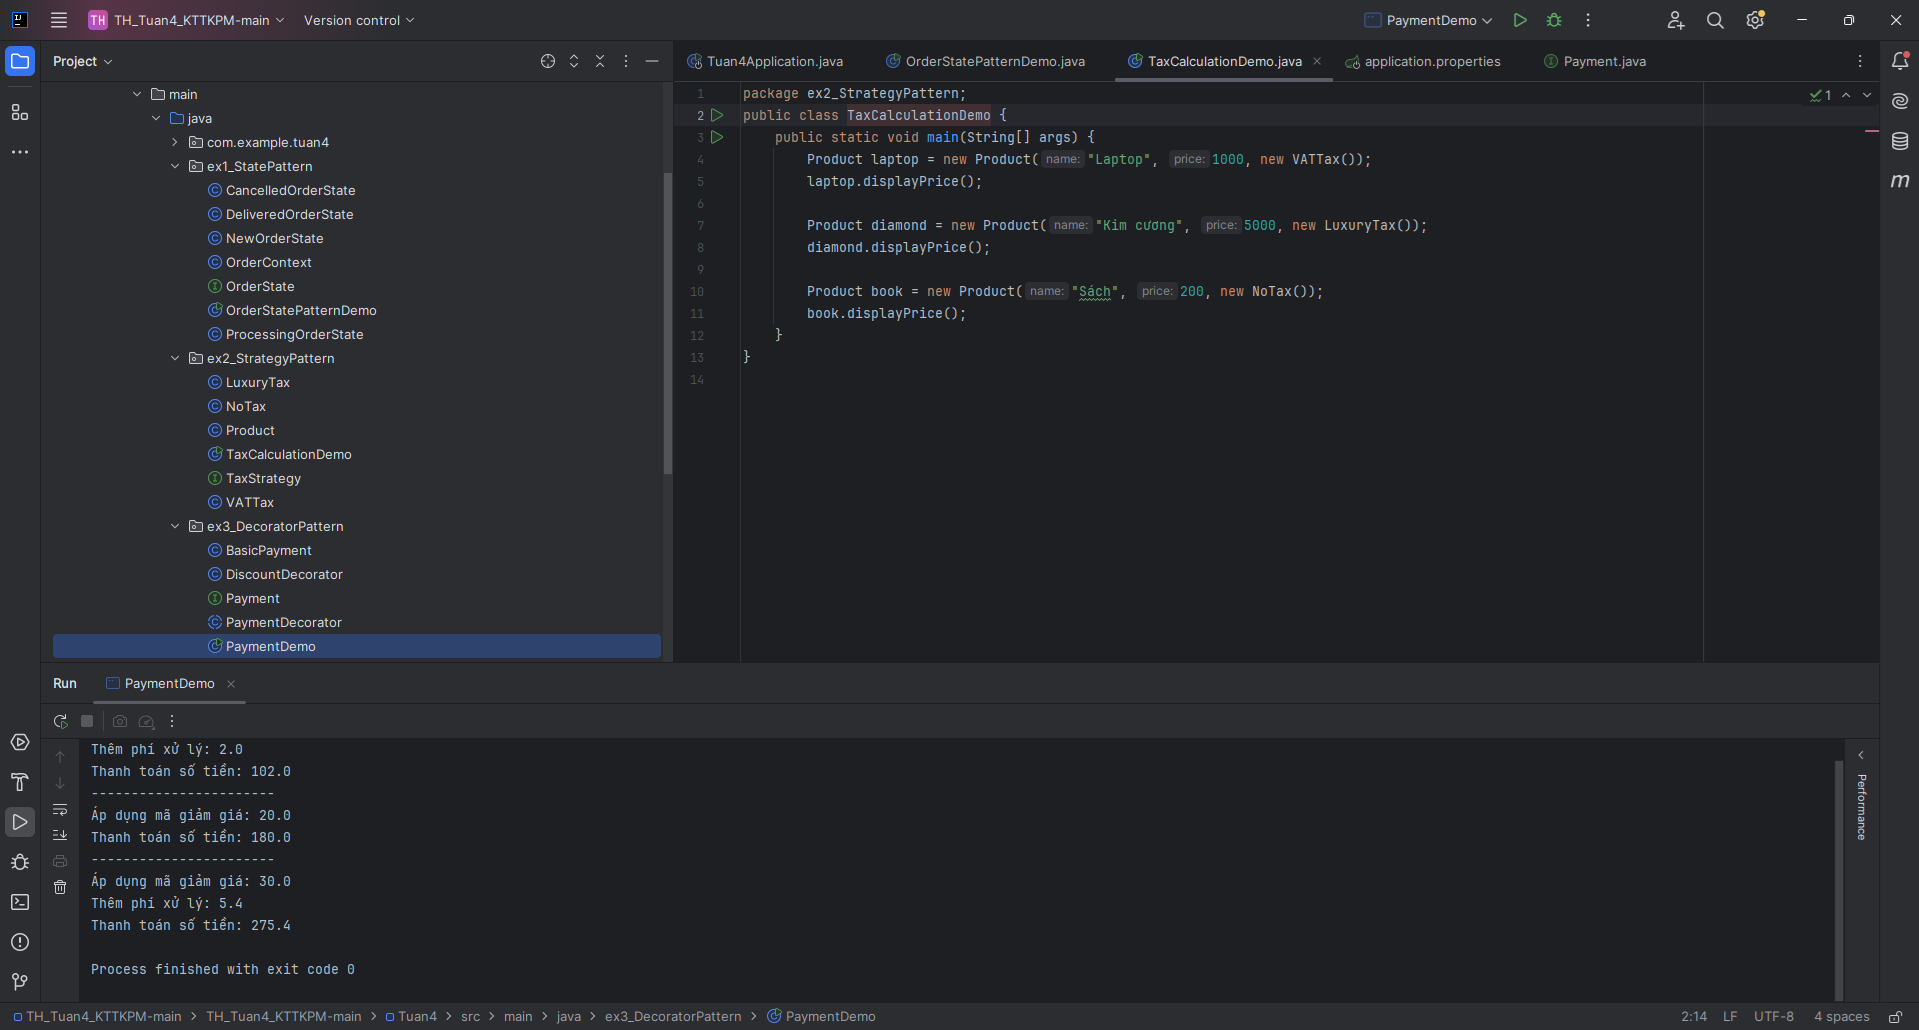 TH TH_Tuan4_KTTKPM-main Version control PaymentDemo
Project
main
java
com.example.tuan4
ex1_StatePattern
CancelledOrderState
DeliveredOrderState
NewOrderState
OrderContext
OrderState
OrderStatePatternDemo
ProcessingOrderState
ex2_StrategyPattern
LuxuryTax
NoTax
Product
TaxCalculationDemo
TaxStrategy
VATTax
ex3_DecoratorPattern
BasicPayment
DiscountDecorator
Payment
PaymentDecorator
PaymentDemo
Tuan4Application.java OrderStatePatternDemo.java TaxCalculationDemo.java application.properties Payment.java
1 package ex2_StrategyPattern;
2 public class TaxCalculationDemo {
3 public static void main(String[] args) {
4 Product laptop = new Product( name: "Laptop", price: 1000, new VATTax());
5 laptop.displayPrice();
6
7 Product diamond = new Product( name: "Kim cương", price: 5000, new LuxuryTax());
8 diamond.displayPrice();
9
10 Product book = new Product( name: "Sách", price: 200, new NoTax());
11 book.displayPrice();
12 }
13 }
14
1
Run PaymentDemo
Thêm phí xử lý: 2.0
Thanh toán số tiền: 102.0
-----------------------
Áp dụng mã giảm giá: 20.0
Thanh toán số tiền: 180.0
-----------------------
Áp dụng mã giảm giá: 30.0
Thêm phí xử lý: 5.4
Thanh toán số tiền: 275.4
Process finished with exit code 0
Performance
m
TH_Tuan4_KTTKPM-main > TH_Tuan4_KTTKPM-main > Tuan4 > src > main > java > ex3_DecoratorPattern > PaymentDemo 2:14 LF UTF-8 4 spaces